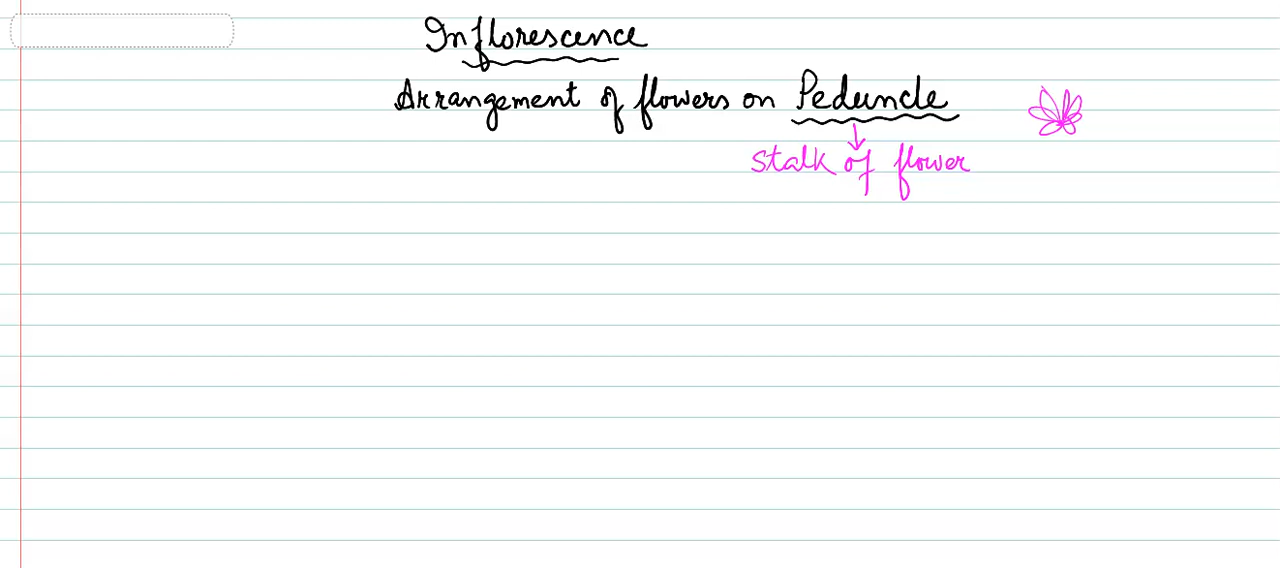 Inflorescence
Arrangement of flowers on Peduncle
Stalk of flower